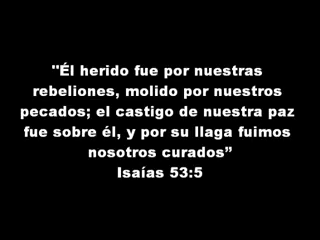 "Él herido fue por nuestras
rebeliones, molido por nuestros
pecados; el castigo de nuestra paz
fue sobre él, y por su llaga fuimos
nosotros curados”
Isaías 53:5